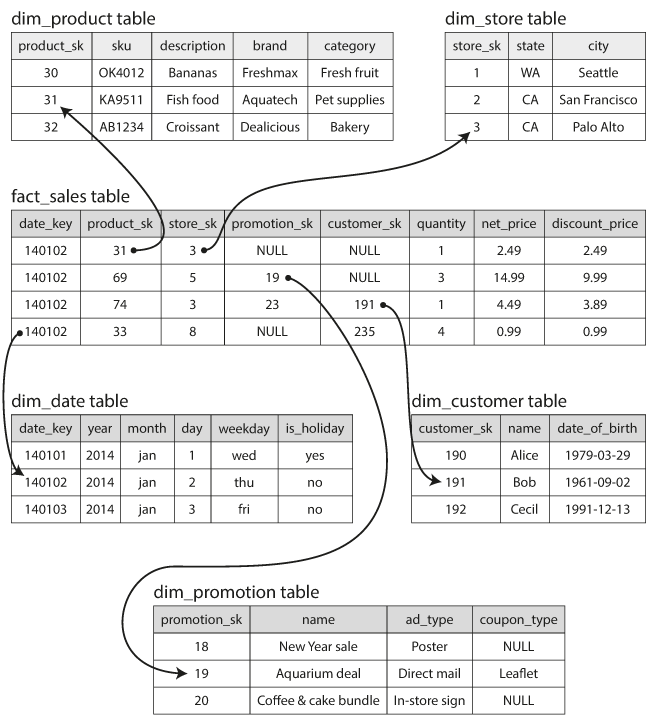 dim_product table
product_sk sku description brand category
30 OK4012 Bananas Freshmax Fresh fruit
31 KA9511 Fish food Aquatech Pet supplies
32 AB1234 Croissant Dealicious Bakery
dim_store table
store_sk state city
1 WA Seattle
2 CA San Francisco
3 CA Palo Alto
fact_sales table
date_key product_sk store_sk promotion_sk customer_sk quantity net_price discount_price
140102 31 3 NULL NULL 1 2.49 2.49
140102 69 5 19 NULL 3 14.99 9.99
140102 74 3 23 191 1 4.49 3.89
140102 33 8 NULL 235 4 0.99 0.99
dim_date table
date_key year month day weekday is_holiday
140101 2014 jan 1 wed yes
140102 2014 jan 2 thu no
140103 2014 jan 3 fri no
dim_customer table
customer_sk name date_of_birth
190 Alice 1979-03-29
191 Bob 1961-09-02
192 Cecil 1991-12-13
dim_promotion table
promotion_sk name ad_type coupon_type
18 New Year sale Poster NULL
19 Aquarium deal Direct mail Leaflet
20 Coffee & cake bundle In-store sign NULL